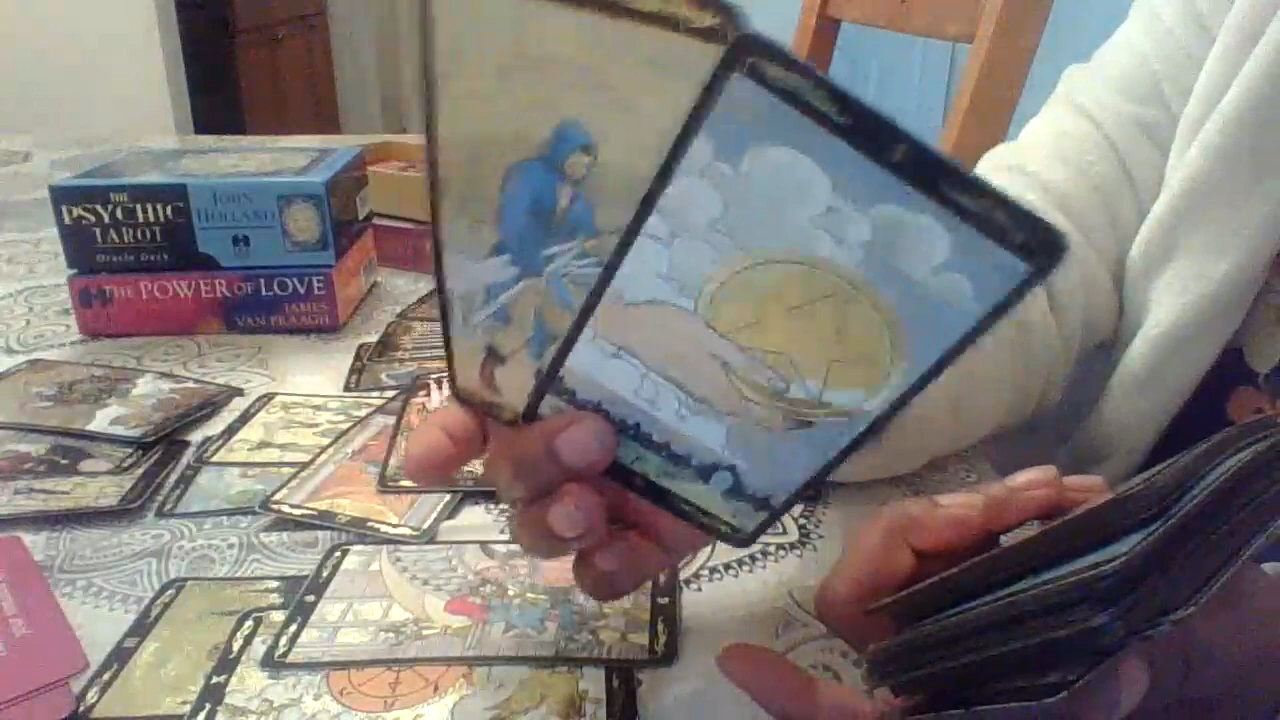 THE
PSYCHIC
TAROT
Oracle Deck
JOHN
HOLLAND
THE POWER OF LOVE
JAMES
VAN PRAAGH